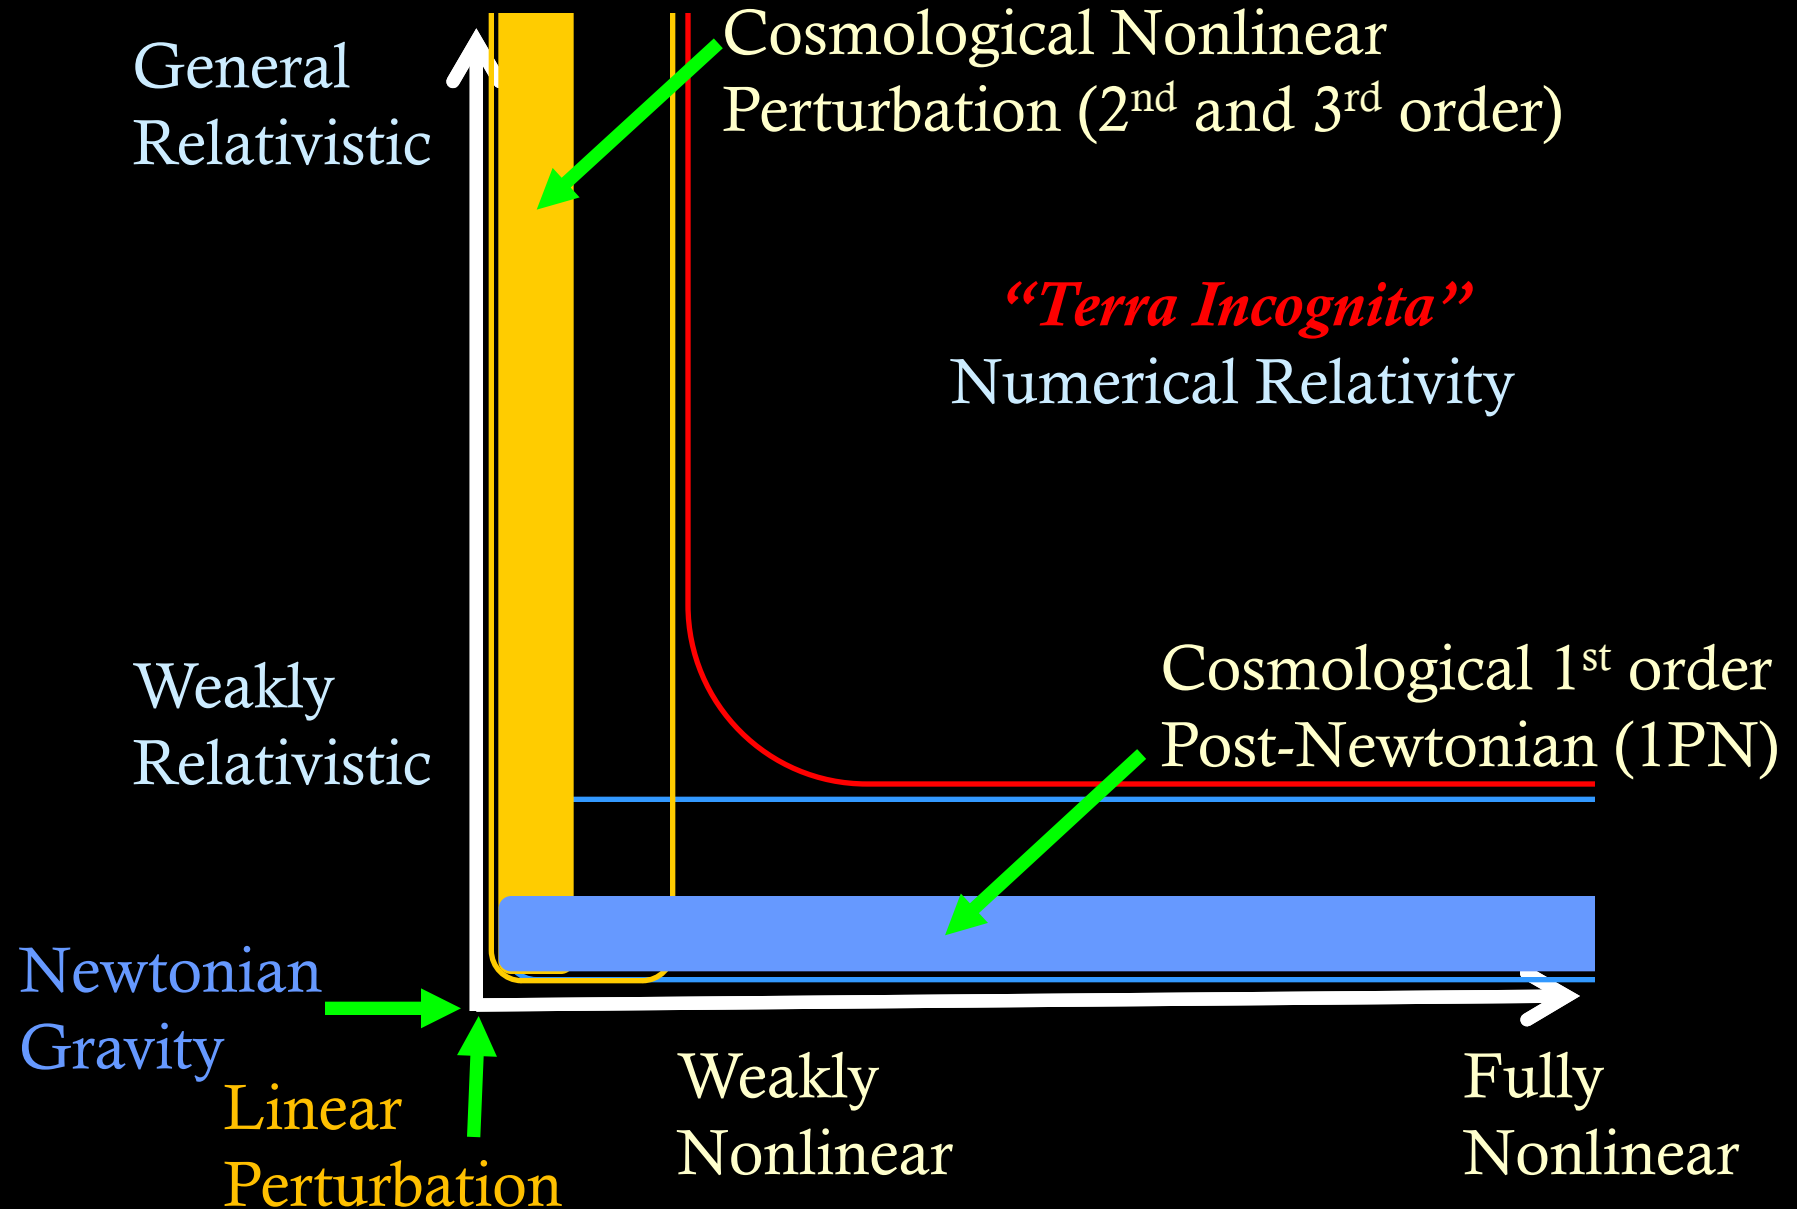 General
Relativistic
Cosmological Nonlinear
Perturbation (2nd and 3rd order)
“Terra Incognita”
Numerical Relativity
Weakly
Relativistic
Cosmological 1st order
Post-Newtonian (1PN)
Newtonian
Gravity
Linear
Perturbation
Weakly
Nonlinear
Fully
Nonlinear